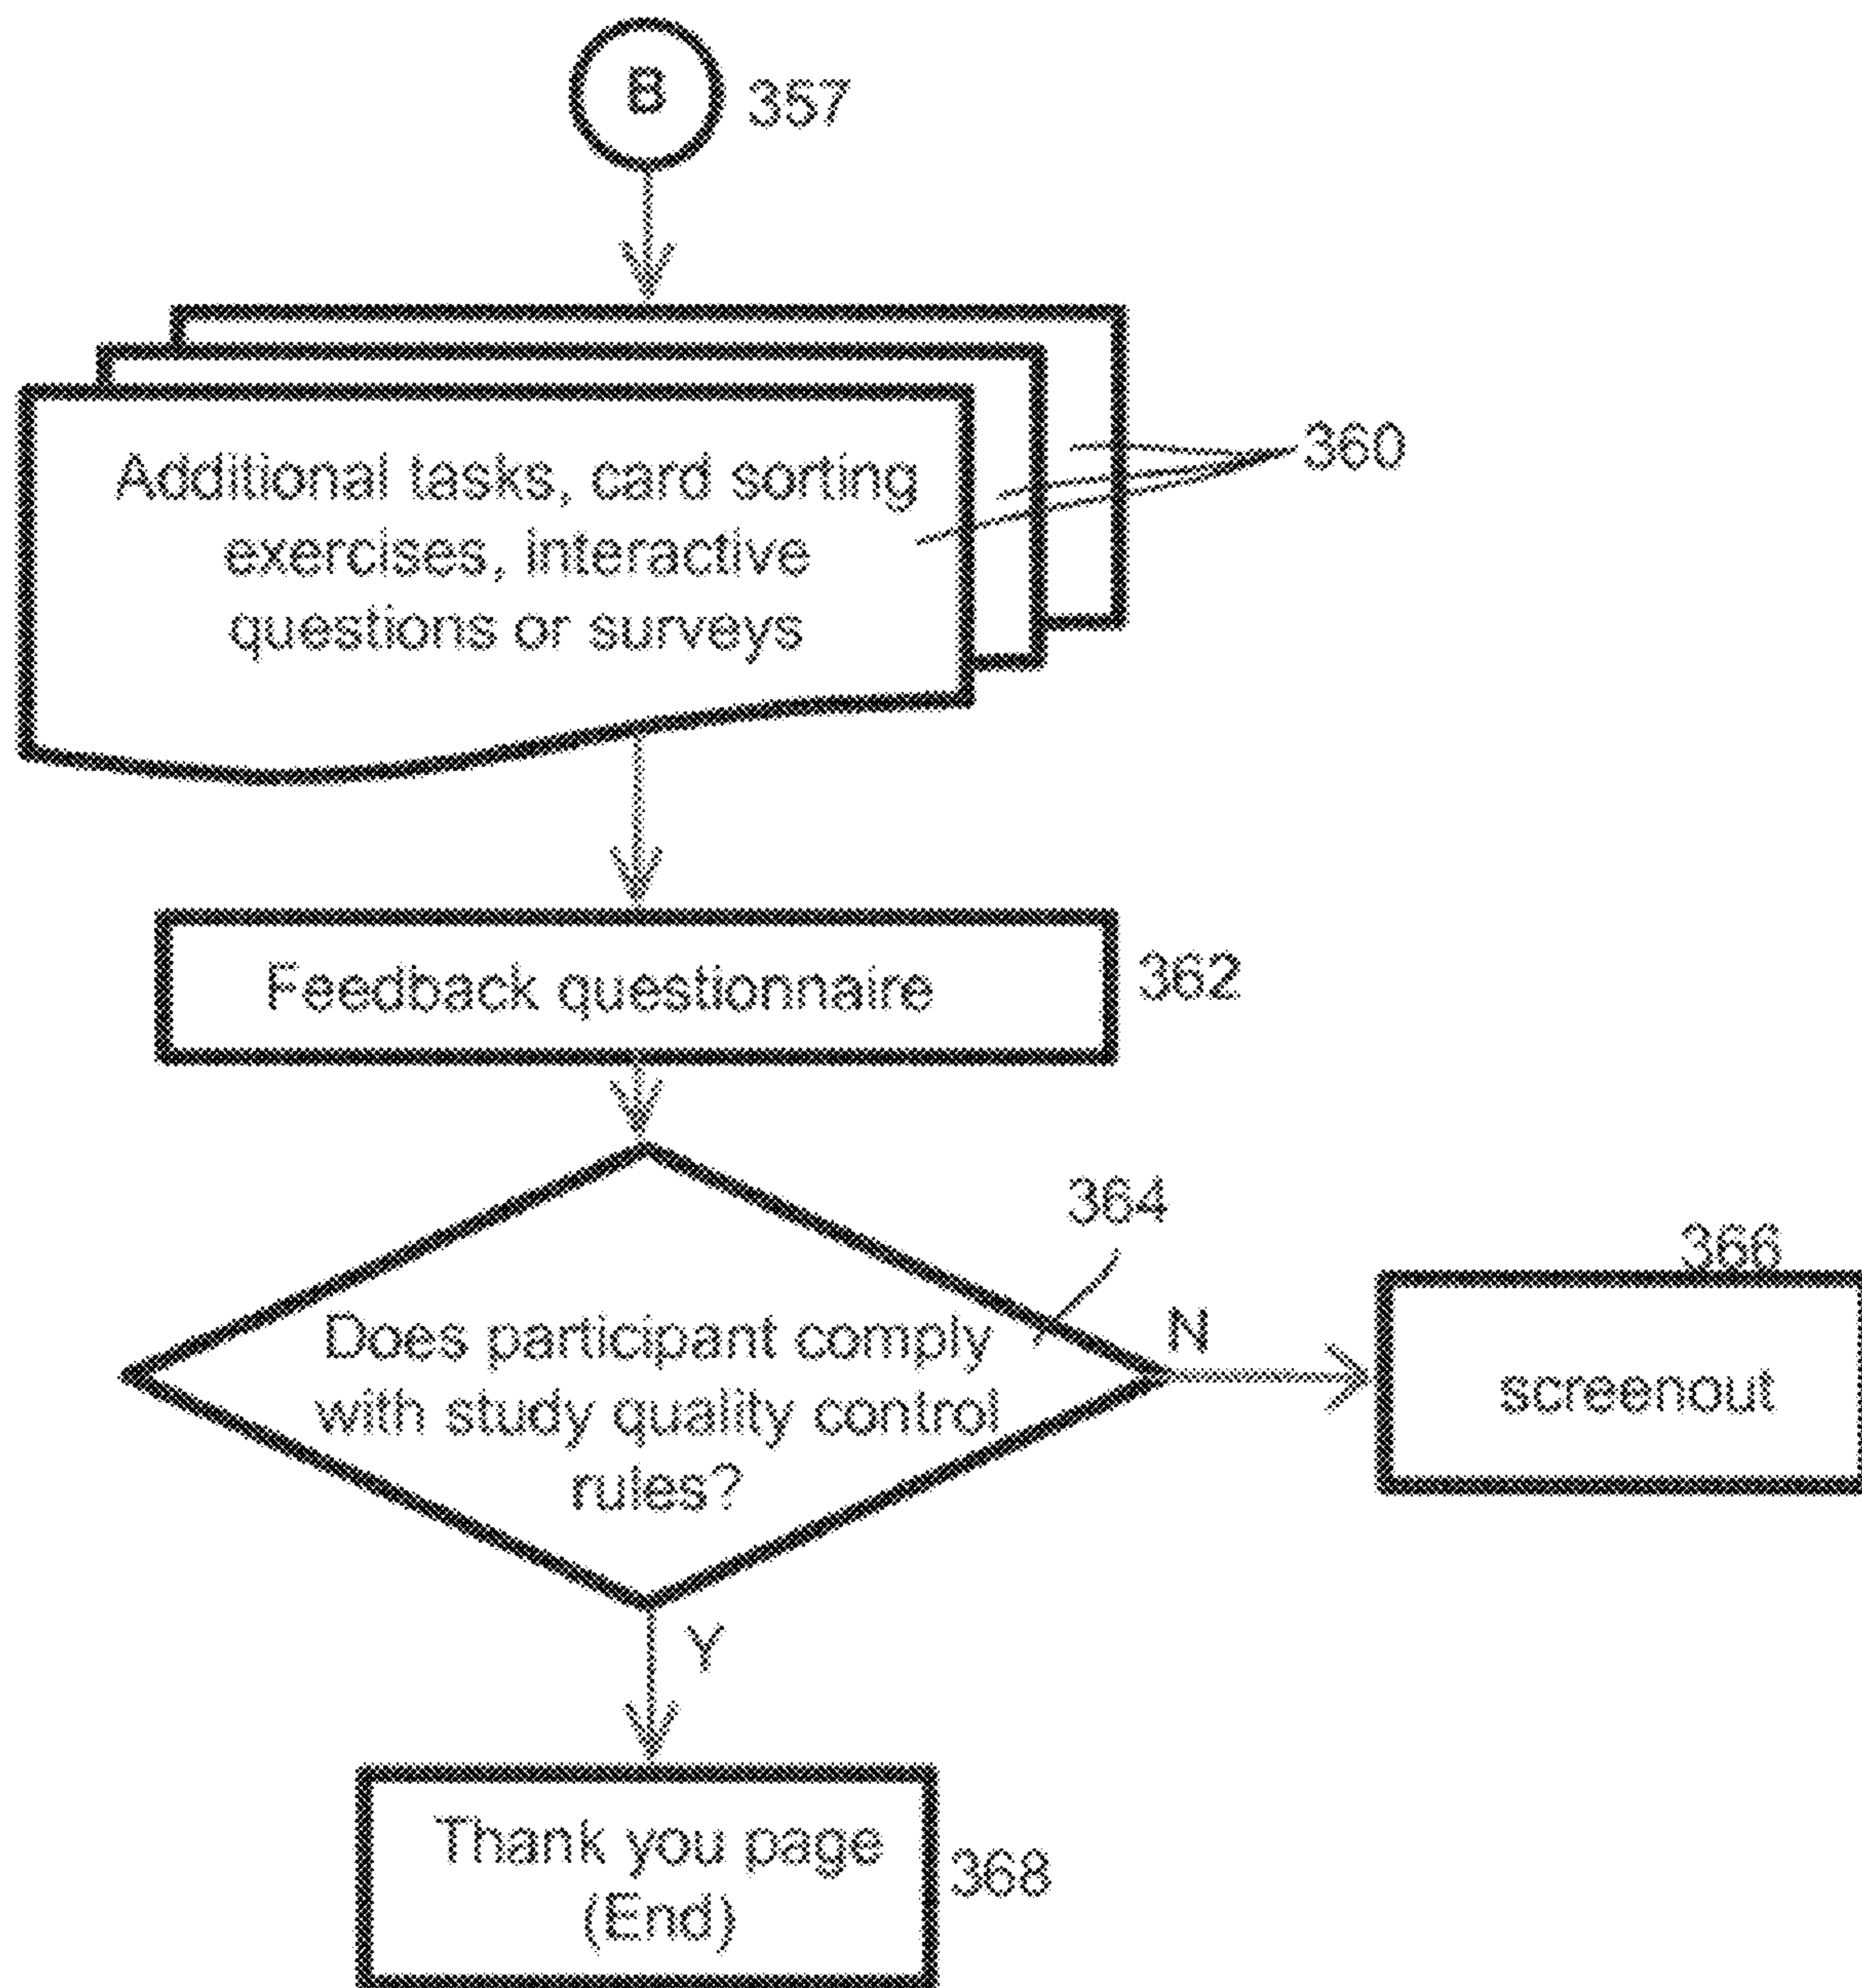 B 357
Additional tasks, card sorting
exercises, interactive
questions or surveys
360
Feedback questionnaire
362
364
Does participant comply
with study quality control
rules?
N
366
screenout
Y
Thank you page
(End)
368